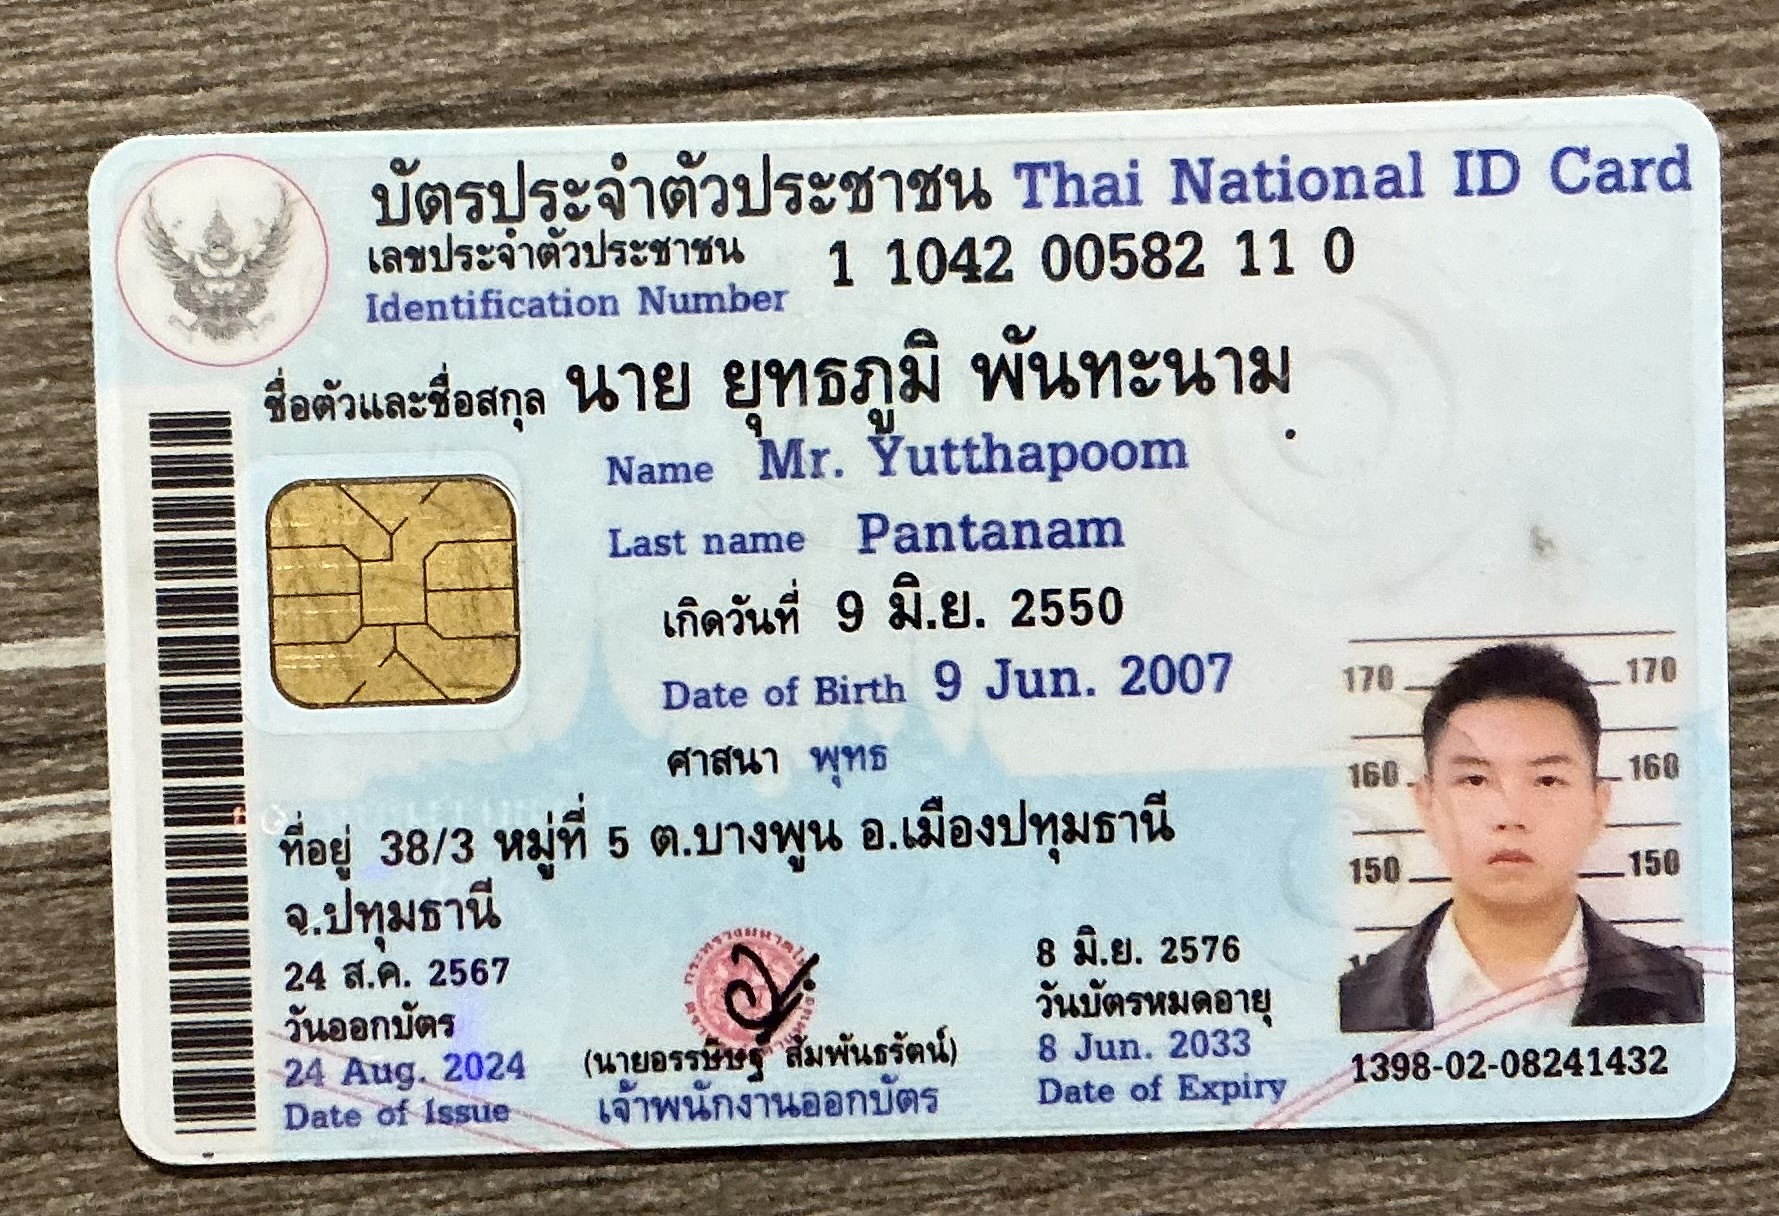 บัตรประจำตัวประชาชน Thai National ID Card
เลขประจำตัวประชาชน 1 1042 00582 11 0
Identification Number
ชื่อตัวและชื่อสกุล นาย ยุทธภูมิ พันทะนาม
Name Mr. Yutthapoom
Last name Pantanam
เกิดวันที่ 9 มิ.ย. 2550
Date of Birth 9 Jun. 2007
ศาสนา พุทธ
ที่อยู่ 38/3 หมู่ที่ 5 ต.บางพูน อ.เมืองปทุมธานี
จ.ปทุมธานี
24 ส.ค. 2567
วันออกบัตร
24 Aug. 2024
Date of Issue
(นายอรรษิษฐ์ สัมพันธรัตน์)
เจ้าพนักงานออกบัตร
8 มิ.ย. 2576
วันบัตรหมดอายุ
8 Jun. 2033
Date of Expiry
170 170
160 160
150 150
1398-02-08241432